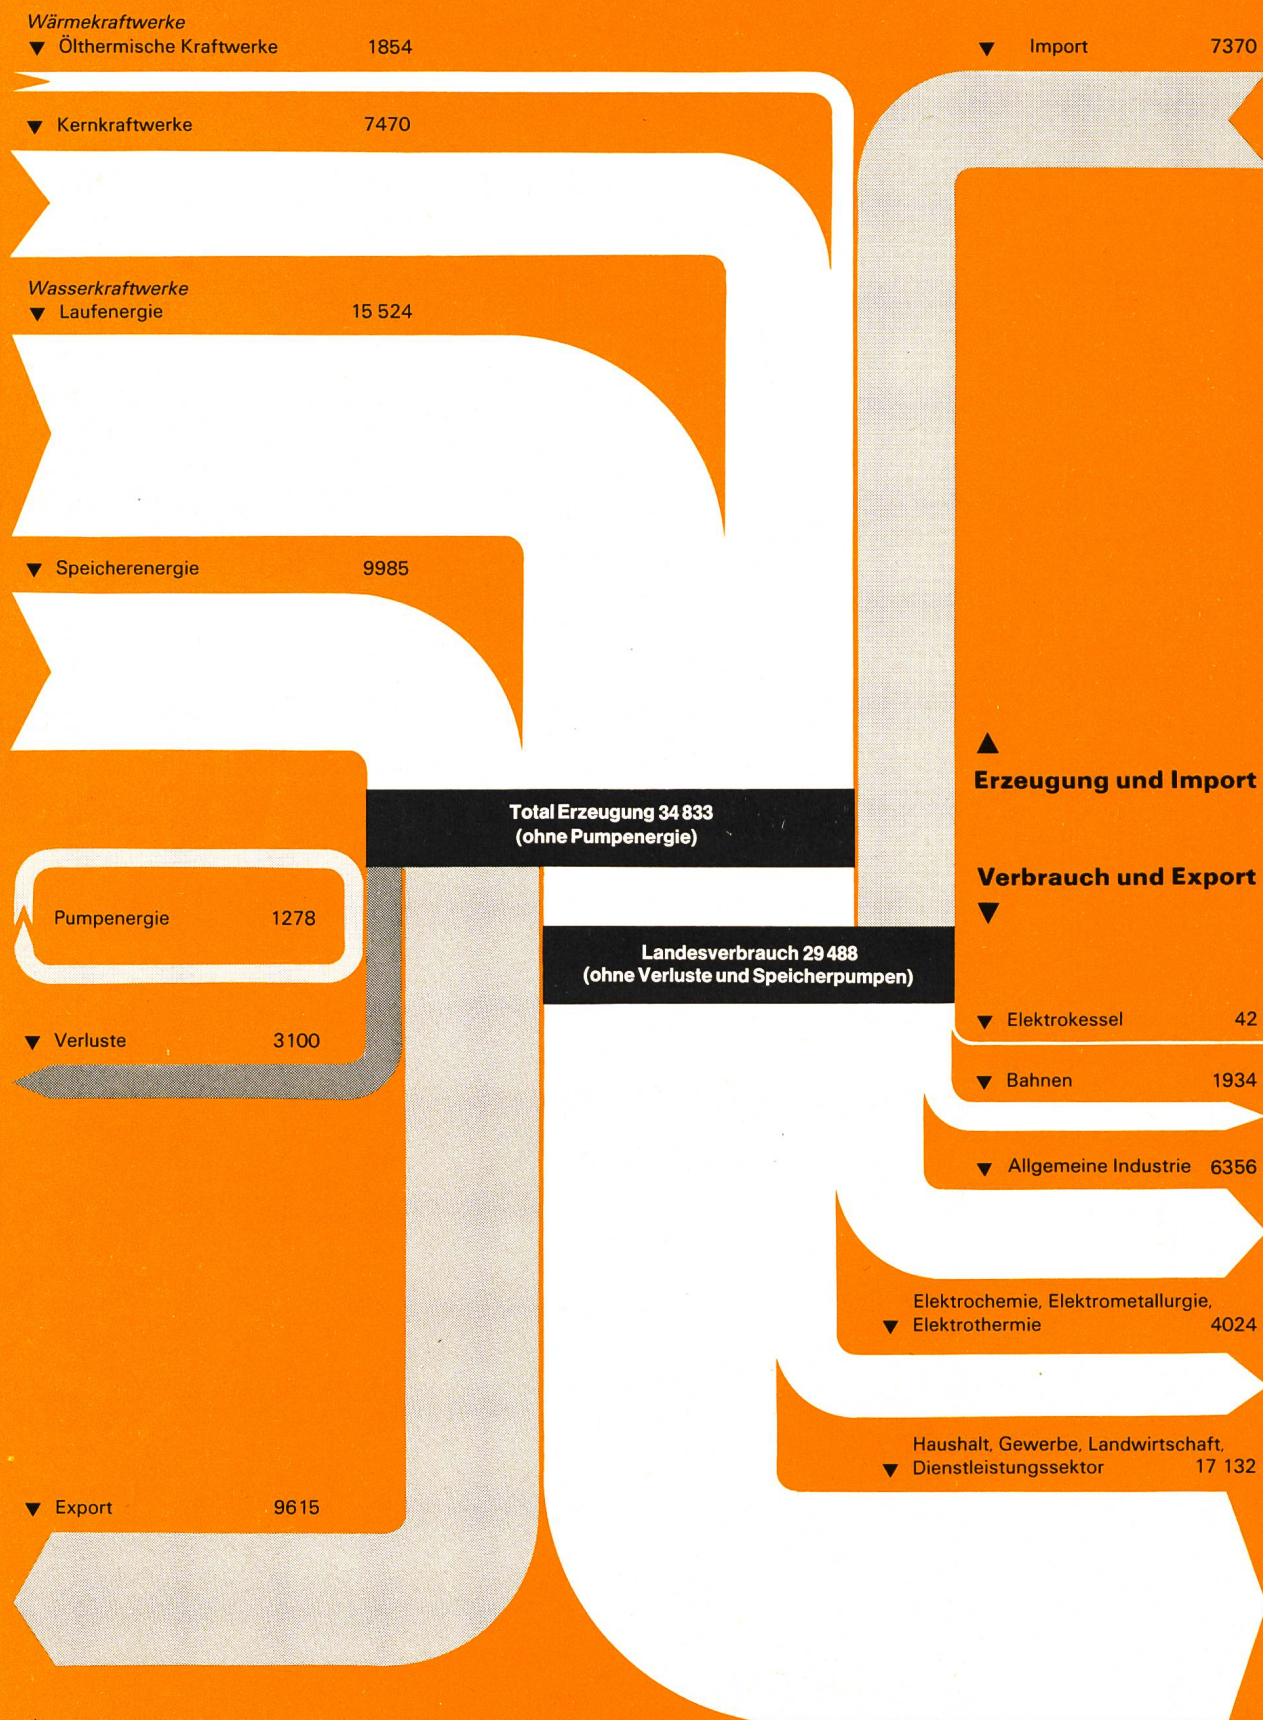 Wärmekraftwerke
▼ Ölthermische Kraftwerke 1854
▼ Import 7370
▼ Kernkraftwerke 7470
Wasserkraftwerke
▼ Laufenergie 15 524
▼ Speicherenergie 9985
▲
Erzeugung und Import
Total Erzeugung 34 833
(ohne Pumpenergie)
Verbrauch und Export
▼
Pumpenergie 1278
Landesverbrauch 29 488
(ohne Verluste und Speicherpumpen)
▼ Verluste 3100
▼ Elektrokessel 42
▼ Bahnen 1934
▼ Allgemeine Industrie 6356
Elektrochemie, Elektrometallurgie,
▼ Elektrothermie 4024
Haushalt, Gewerbe, Landwirtschaft,
▼ Dienstleistungssektor 17 132
▼ Export 9615